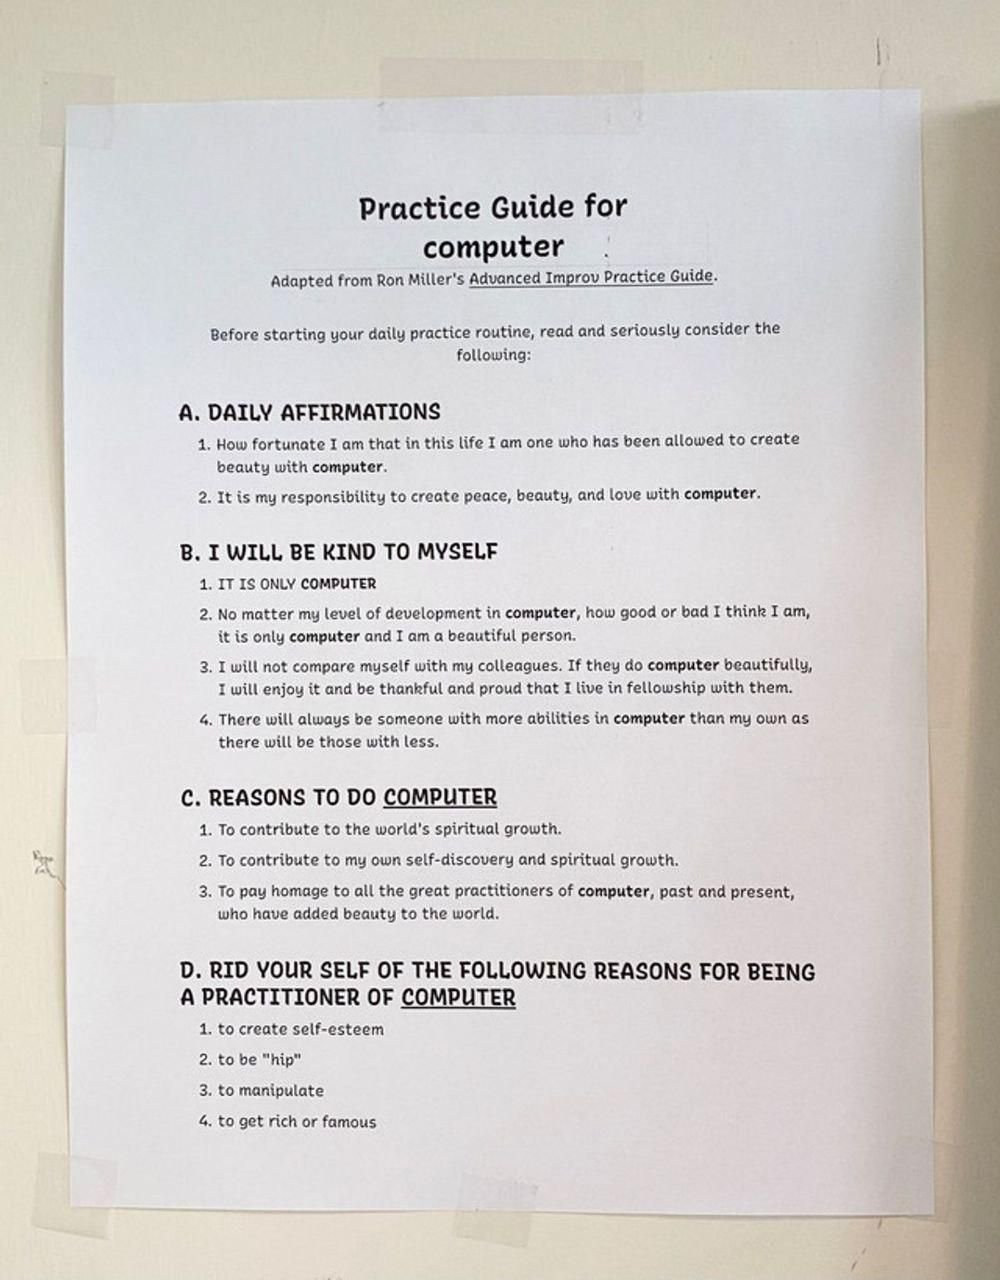 Practice Guide for
computer
Adapted from Ron Miller's Advanced Improv Practice Guide.
Before starting your daily practice routine, read and seriously consider the
following:
A. DAILY AFFIRMATIONS
1. How fortunate I am that in this life I am one who has been allowed to create
beauty with computer.
2. It is my responsibility to create peace, beauty, and love with computer.
B. I WILL BE KIND TO MYSELF
1. IT IS ONLY COMPUTER
2. No matter my level of development in computer, how good or bad I think I am,
it is only computer and I am a beautiful person.
3. I will not compare myself with my colleagues. If they do computer beautifully,
I will enjoy it and be thankful and proud that I live in fellowship with them.
4. There will always be someone with more abilities in computer than my own as
there will be those with less.
C. REASONS TO DO COMPUTER
1. To contribute to the world's spiritual growth.
2. To contribute to my own self-discovery and spiritual growth.
3. To pay homage to all the great practitioners of computer, past and present,
who have added beauty to the world.
D. RID YOUR SELF OF THE FOLLOWING REASONS FOR BEING
A PRACTITIONER OF COMPUTER
1. to create self-esteem
2. to be "hip"
3. to manipulate
4. to get rich or famous